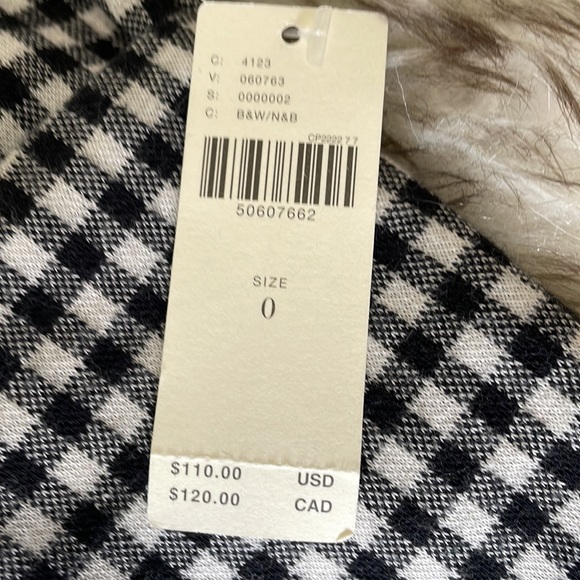 C: 4123
V: 060763
S: 0000002
C: B&W/N&B
CP2222 7 7
50607662
SIZE
0
$110.00 USD
$120.00 CAD